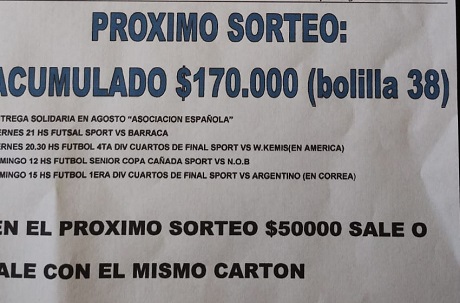 PROXIMO SORTEO:
ACUMULADO $170.000 (bolilla 38)
TREGA SOLIDARIA EN AGOSTO "ASOCIACION ESPAÑOLA"
ERNES 21 HS FUTSAL SPORT VS BARRACA
ERNES 20.30 HS FUTBOL 4TA DIV CUARTOS DE FINAL SPORT VS W.KEMIS(EN AMERICA)
MINGO 12 HS FUTBOL SENIOR COPA CAÑADA SPORT VS N.O.B
MINGO 15 HS FUTBOL 1ERA DIV CUARTOS DE FINAL SPORT VS ARGENTINO (EN CORREA)
EN EL PROXIMO SORTEO $50000 SALE O
ALE CON EL MISMO CARTON